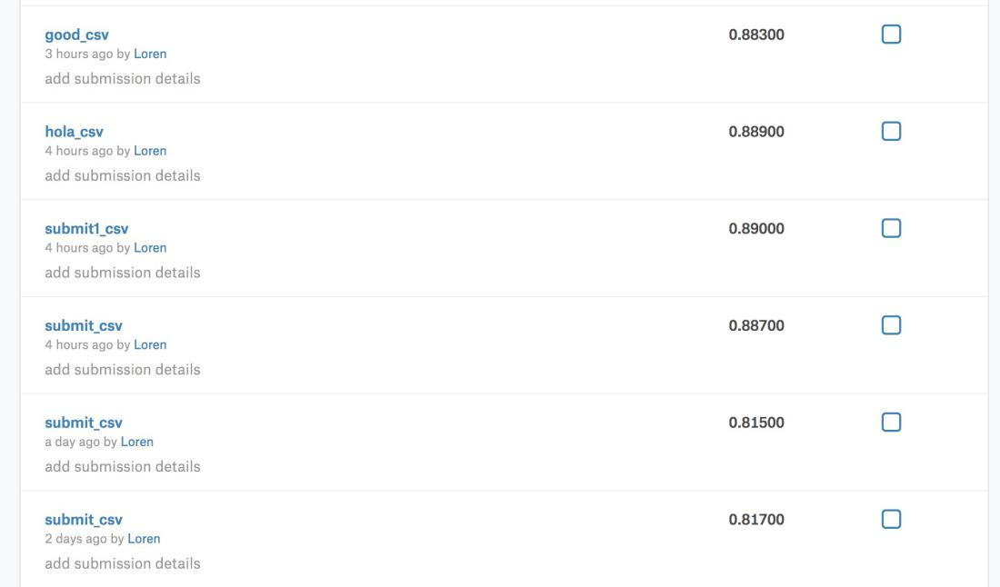 good_csv 0.88300
3 hours ago by Loren
add submission details
hola_csv 0.88900
4 hours ago by Loren
add submission details
submit1_csv 0.89000
4 hours ago by Loren
add submission details
submit_csv 0.88700
4 hours ago by Loren
add submission details
submit_csv 0.81500
a day ago by Loren
add submission details
submit_csv 0.81700
2 days ago by Loren
add submission details